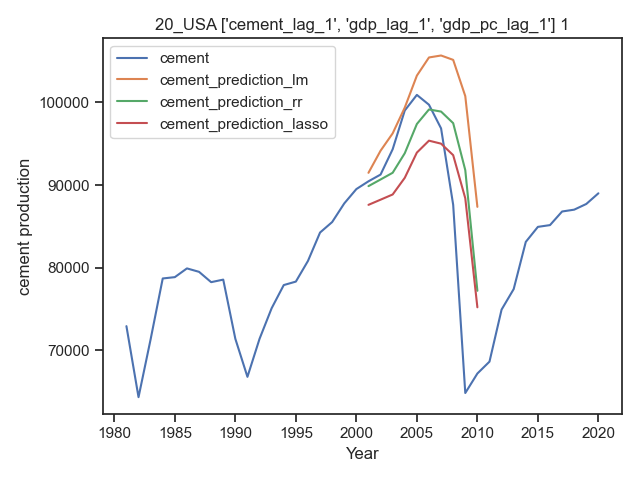 20_USA ['cement_lag_1', 'gdp_lag_1', 'gdp_pc_lag_1'] 1
cement
cement_prediction_lm
cement_prediction_rr
cement_prediction_lasso
cement production
100000
90000
80000
70000
1980 1985 1990 1995 2000 2005 2010 2015 2020
Year